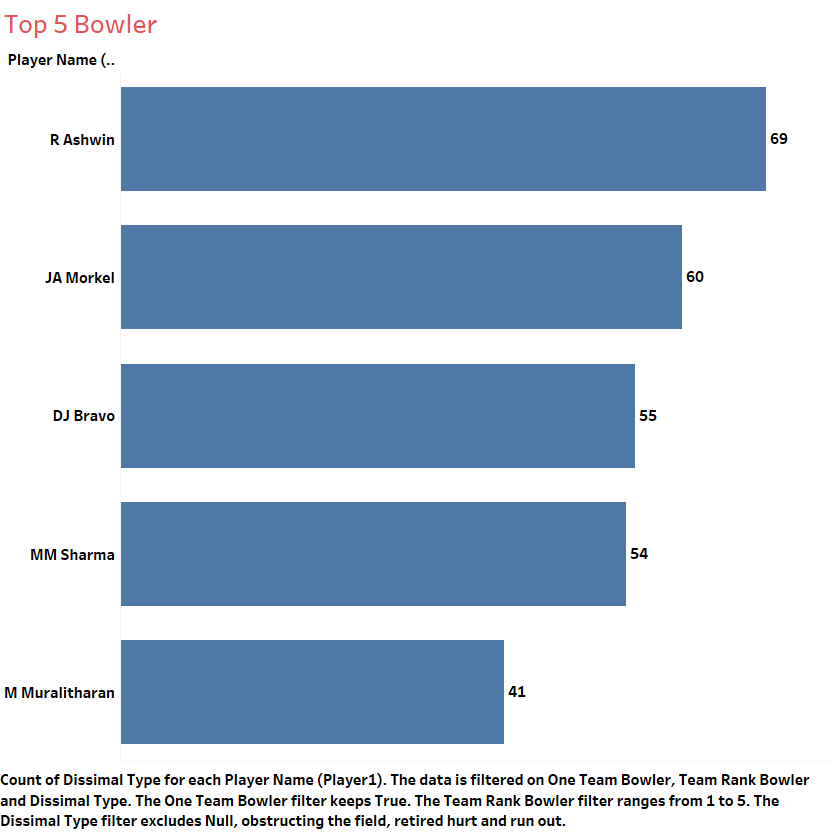 Top 5 Bowler
Player Name (..
R Ashwin 69
JA Morkel 60
DJ Bravo 55
MM Sharma 54
M Muralitharan 41
Count of Dissimal Type for each Player Name (Player1). The data is filtered on One Team Bowler, Team Rank Bowler
and Dissimal Type. The One Team Bowler filter keeps True. The Team Rank Bowler filter ranges from 1 to 5. The
Dissimal Type filter excludes Null, obstructing the field, retired hurt and run out.